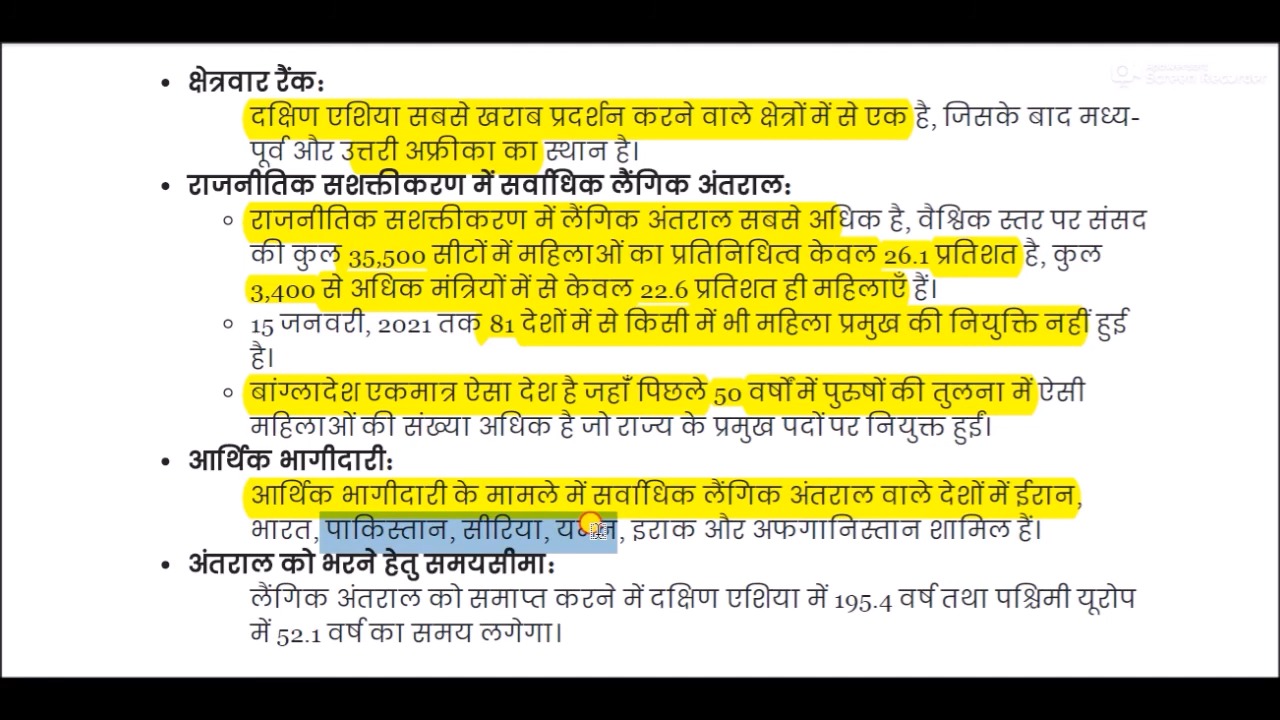 • क्षेत्रवार रैंक:
दक्षिण एशिया सबसे खराब प्रदर्शन करने वाले क्षेत्रों में से एक है, जिसके बाद मध्य-
पूर्व और उत्तरी अफ्रीका का स्थान है।
• राजनीतिक सशक्तीकरण में सर्वाधिक लैंगिक अंतराल:
○ राजनीतिक सशक्तीकरण में लैंगिक अंतराल सबसे अधिक है, वैश्विक स्तर पर संसद
की कुल 35,500 सीटों में महिलाओं का प्रतिनिधित्व केवल 26.1 प्रतिशत है, कुल
3,400 से अधिक मंत्रियों में से केवल 22.6 प्रतिशत ही महिलाएँ हैं।
○ 15 जनवरी, 2021 तक 81 देशों में से किसी में भी महिला प्रमुख की नियुक्ति नहीं हुई
है।
○ बांग्लादेश एकमात्र ऐसा देश है जहाँ पिछले 50 वर्षों में पुरुषों की तुलना में ऐसी
महिलाओं की संख्या अधिक है जो राज्य के प्रमुख पदों पर नियुक्त हुईं।
• आर्थिक भागीदारी:
आर्थिक भागीदारी के मामले में सर्वाधिक लैंगिक अंतराल वाले देशों में ईरान,
भारत, पाकिस्तान, सीरिया, यमन, इराक और अफगानिस्तान शामिल हैं।
• अंतराल को भरने हेतु समयसीमा:
लैंगिक अंतराल को समाप्त करने में दक्षिण एशिया में 195.4 वर्ष तथा पश्चिमी यूरोप
में 52.1 वर्ष का समय लगेगा।
Screen Recorder